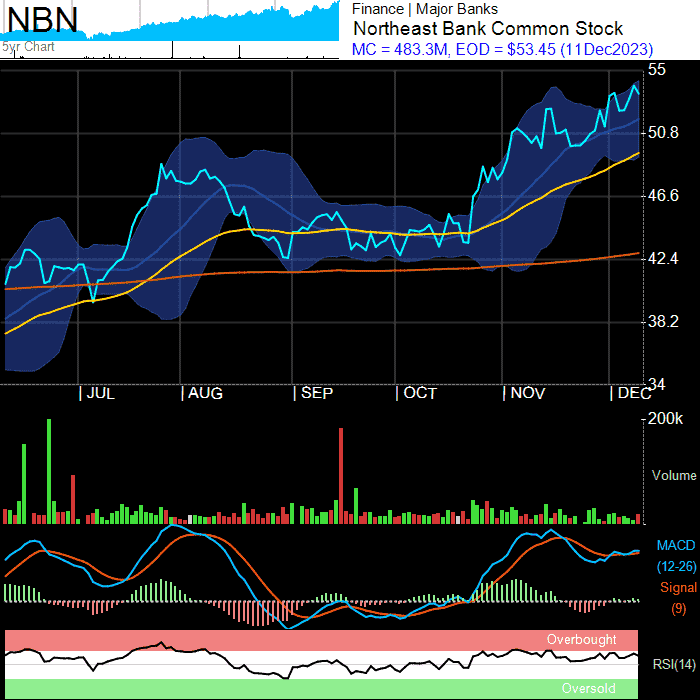 NBN
5yr Chart
Finance | Major Banks
Northeast Bank Common Stock
MC = 483.3M, EOD = $53.45 (11Dec2023)
55
50.8
46.6
42.4
38.2
34
JUL AUG SEP OCT NOV DEC
200k
Volume
MACD
(12-26)
Signal
(9)
Overbought
RSI(14)
Oversold